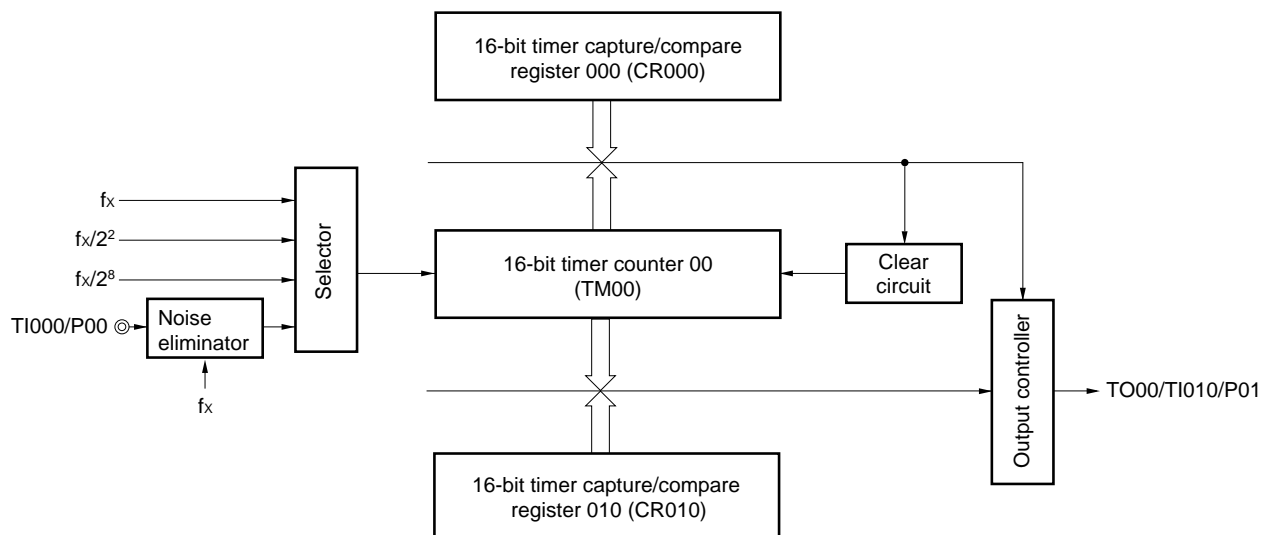 16-bit timer capture/compare
register 000 (CR000)
fX
fX/2²
fX/2⁸
TI000/P00
Noise
eliminator
fX
Selector
16-bit timer counter 00
(TM00)
Clear
circuit
Output controller
TO00/TI010/P01
16-bit timer capture/compare
register 010 (CR010)